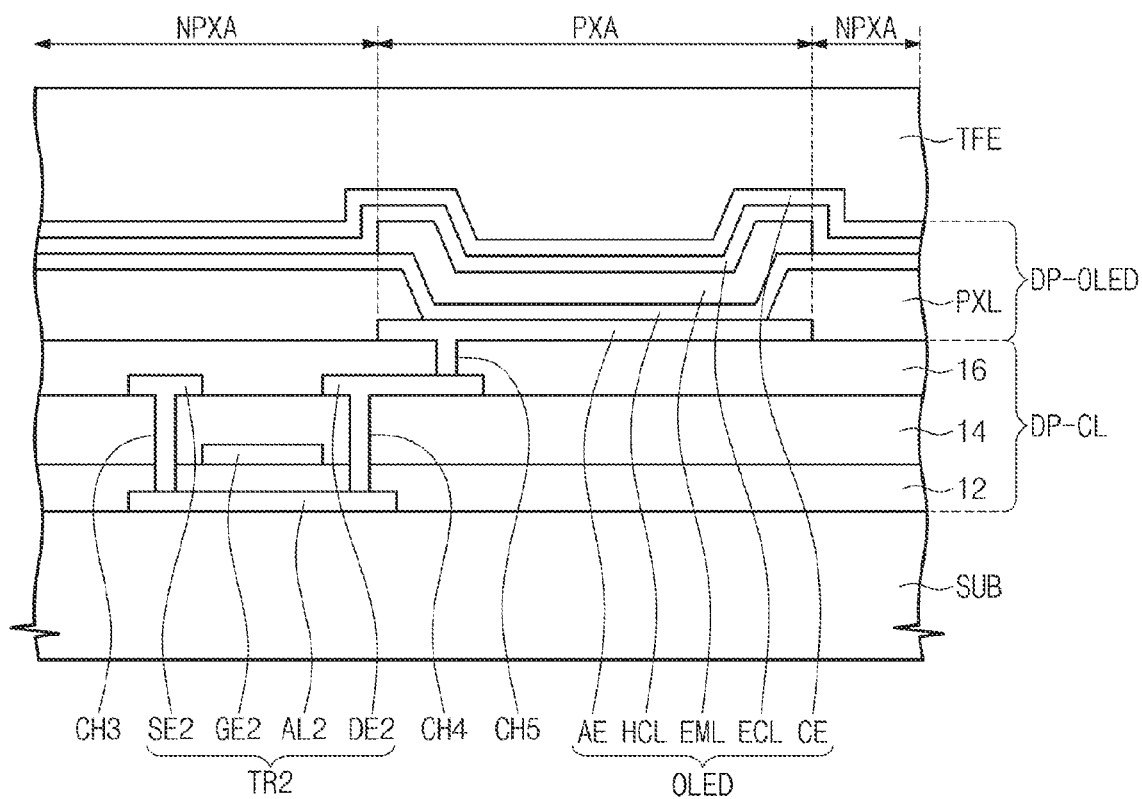 NPXA PXA NPXA
TFE
DP-OLED
PXL
16
14
DP-CL
12
SUB
CH3 SE2 GE2 AL2 DE2 CH4 CH5 AE HCL EML ECL CE
TR2 OLED